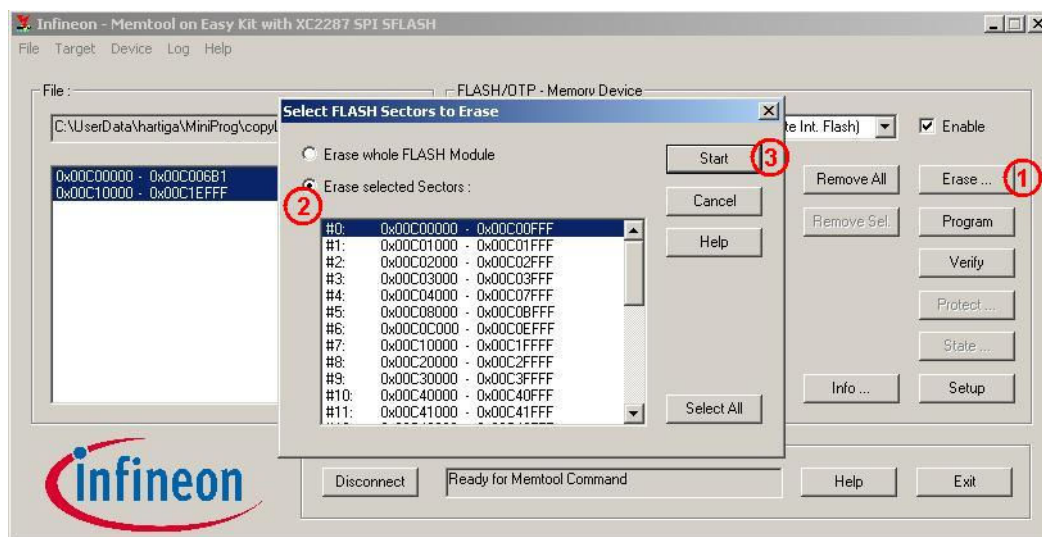 Infineon - Memtool on Easy Kit with XC2287 SPI SFLASH
File Target Device Log Help
File : FLASH/OTP - Memory Device
Select FLASH Sectors to Erase
C:\UserData\hartiga\MiniProg\copyL te Int. Flash) Enable
Erase whole FLASH Module Start 3
0x00C00000 - 0x00C006B1 Remove All Erase ... 1
0x00C10000 - 0x00C1EFFF
Erase selected Sectors :
2 Cancel
Remove Sel. Program
#0: 0x00C00000 - 0x00C00FFF
#1: 0x00C01000 - 0x00C01FFF Help
#2: 0x00C02000 - 0x00C02FFF Verify
#3: 0x00C03000 - 0x00C03FFF
#4: 0x00C04000 - 0x00C07FFF Protect ...
#5: 0x00C08000 - 0x00C0BFFF
#6: 0x00C0C000 - 0x00C0EFFF
#7: 0x00C10000 - 0x00C1FFFF State ...
#8: 0x00C20000 - 0x00C2FFFF
#9: 0x00C30000 - 0x00C3FFFF
#10: 0x00C40000 - 0x00C40FFF Info ... Setup
#11: 0x00C41000 - 0x00C41FFF Select All
infineon
Disconnect Ready for Memtool Command Help Exit